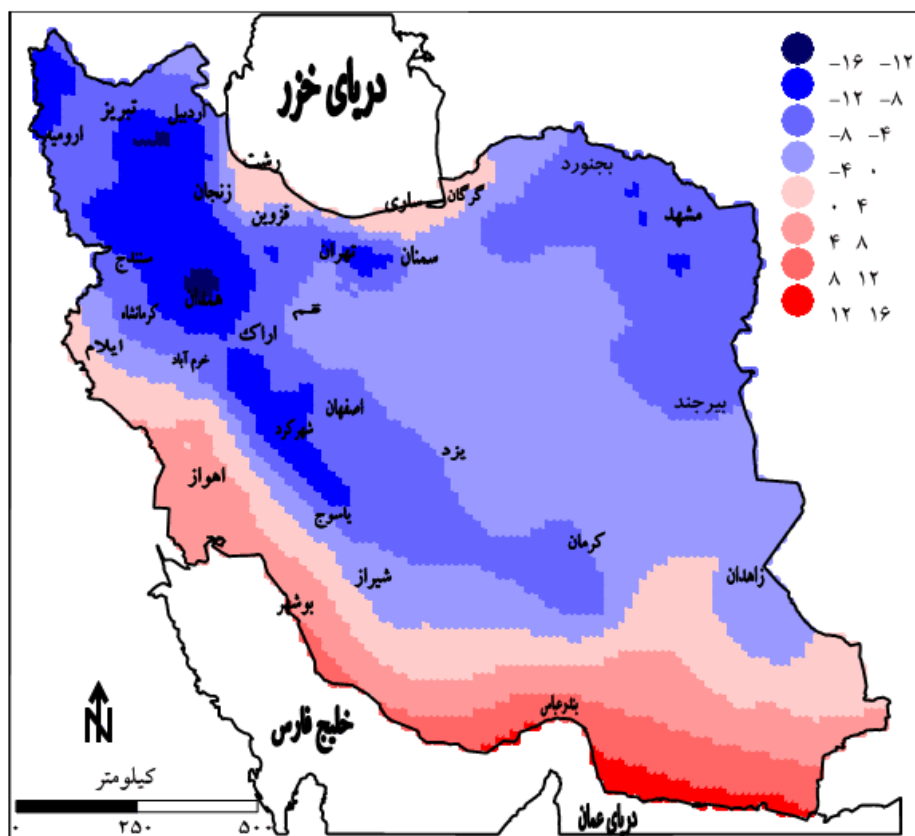 دریای خزر
-۱۶ -۱۲
-۱۲ -۸
-۸ -۴
-۴ ۰
۰ ۴
۴ ۸
۸ ۱۲
۱۲ ۱۶
تبریز
اردبیل
ارومیه
رشت
بجنورد
زنجان
گرگان
ساری
قزوین
مشهد
تهران
سمنان
سنندج
همدان
قم
کرمانشاه
اراک
ایلام
خرم آباد
بیرجند
اصفهان
شهرکرد
یزد
اهواز
یاسوج
کرمان
شیراز
زاهدان
بوشهر
بندرعباس
خلیج فارس
N
کیلومتر
۰ ۲۵۰ ۵۰۰
دریای عمان